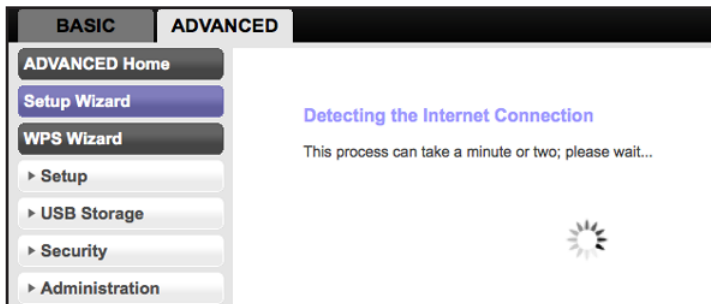 BASIC
ADVANCED
ADVANCED Home
Setup Wizard
WPS Wizard
Setup
USB Storage
Security
Administration
Detecting the Internet Connection
This process can take a minute or two; please wait...